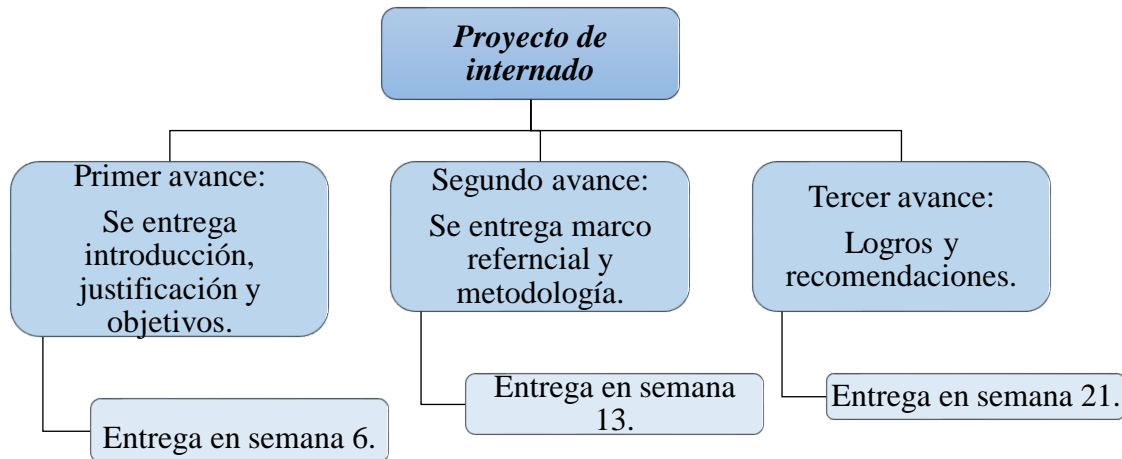 Proyecto de
internado
Primer avance:
Se entrega
introducción,
justificación y
objetivos.
Entrega en semana 6.
Segundo avance:
Se entrega marco
referncial y
metodología.
Entrega en semana
13.
Tercer avance:
Logros y
recomendaciones.
Entrega en semana 21.